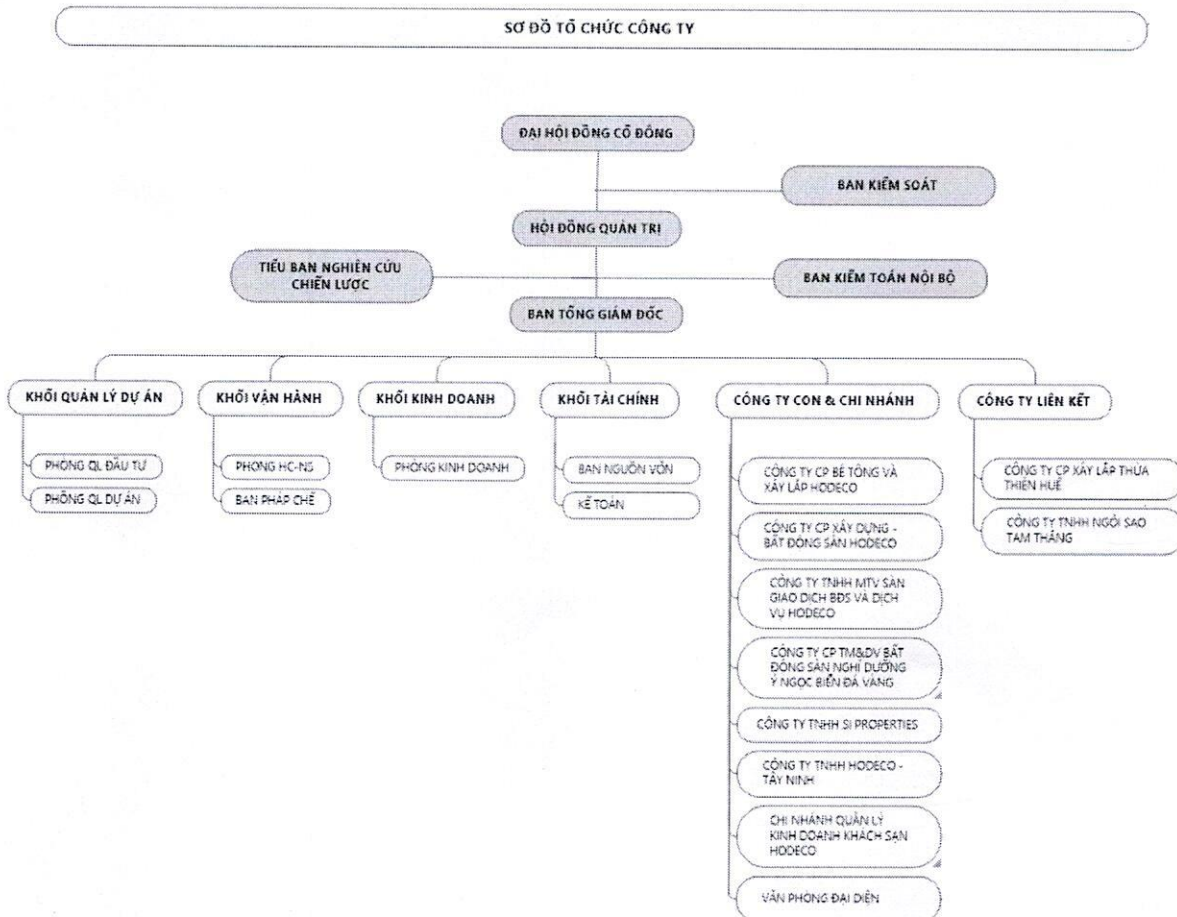 SƠ ĐỒ TỔ CHỨC CÔNG TY
ĐẠI HỘI ĐỒNG CỔ ĐÔNG
BAN KIỂM SOÁT
HỘI ĐỒNG QUẢN TRỊ
TIỂU BAN NGHIÊN CỨU
CHIẾN LƯỢC
BAN KIỂM TOÁN NỘI BỘ
BAN TỔNG GIÁM ĐỐC
KHỐI QUẢN LÝ DỰ ÁN
PHÒNG QL ĐẦU TƯ
PHÒNG QL DỰ ÁN
KHỐI VẬN HÀNH
PHÒNG HC-NS
BAN PHÁP CHẾ
KHỐI KINH DOANH
PHÒNG KINH DOANH
KHỐI TÀI CHÍNH
BAN NGUỒN VỐN
KẾ TOÁN
CÔNG TY CON & CHI NHÁNH
CÔNG TY CP BÊ TÔNG VÀ
XÂY LẮP HODECO
CÔNG TY CP XÂY DỰNG -
BẤT ĐỘNG SẢN HODECO
CÔNG TY TNHH MTV SÀN
GIAO DỊCH BĐS VÀ DỊCH
VỤ HODECO
CÔNG TY CP TM&DV BẤT
ĐỘNG SẢN NGHỈ DƯỠNG
Ý NGỌC BIỂN ĐÁ VÀNG
CÔNG TY TNHH SI PROPERTIES
CÔNG TY TNHH HODECO -
TÂY NINH
CHI NHÁNH QUẢN LÝ
KINH DOANH KHÁCH SẠN
HODECO
VĂN PHÒNG ĐẠI DIỆN
CÔNG TY LIÊN KẾT
CÔNG TY CP XÂY LẮP THỪA
THIÊN HUẾ
CÔNG TY TNHH NGÔI SAO
TAM THẮNG